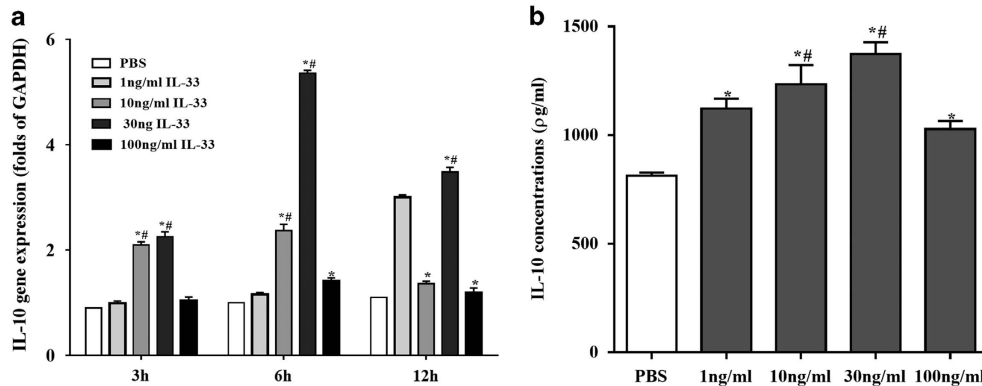 a
IL-10 gene expression (folds of GAPDH)
6
4
2
0
PBS
1ng/ml IL-33
10ng/ml IL-33
30ng IL-33
100ng/ml IL-33
*# *#
*# *# *
*# * *
3h 6h 12h
b
IL-10 concentrations (ρg/ml)
1500
1000
500
0
* *# *# *
PBS 1ng/ml 10ng/ml 30ng/ml 100ng/ml